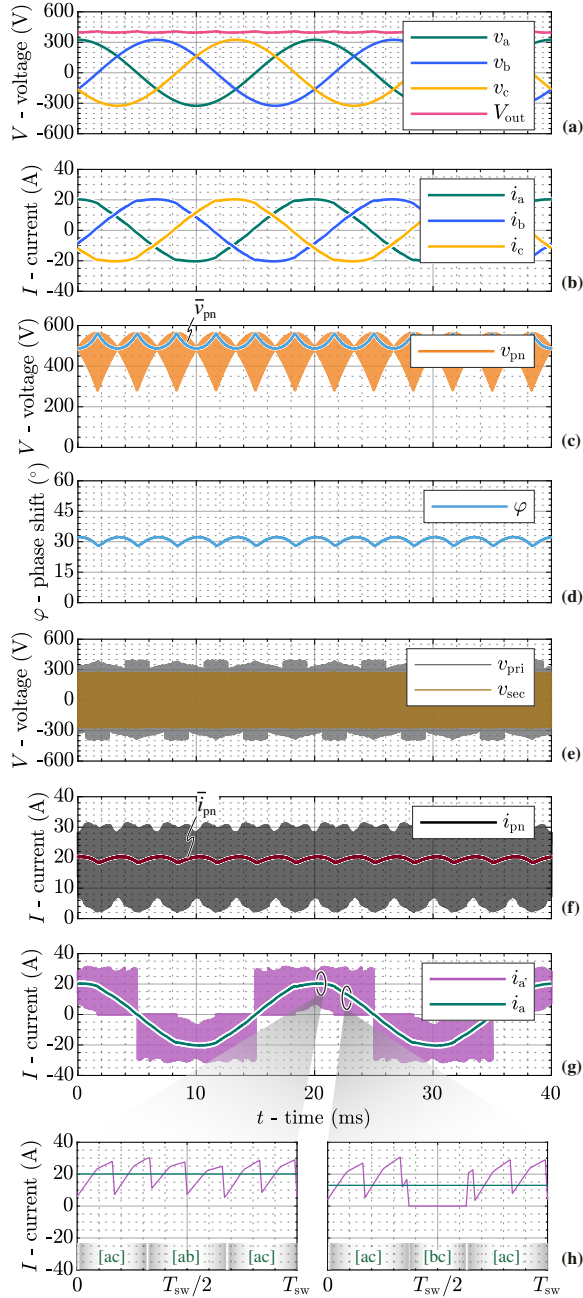 V - voltage (V)
600
300
0
-300
-600
v_a
v_b
v_c
V_out
(a)
I - current (A)
40
20
0
-20
-40
i_a
i_b
i_c
(b)
V - voltage (V)
600
450
300
150
0
v̅_pn
v_pn
(c)
φ - phase shift (°)
60
45
30
15
0
φ
(d)
V - voltage (V)
600
300
0
-300
-600
v_pri
v_sec
(e)
I - current (A)
40
30
20
10
0
i̅_pn
i_pn
(f)
I - current (A)
40
20
0
-20
-40
i_a'
i_a
(g)
0 10 20 30 40
t - time (ms)
I - current (A)
40
20
0
-20
-40
[ac] [ab] [ac]
0 T_sw/2 T_sw
[ac] [bc] [ac]
0 T_sw/2 T_sw
(h)